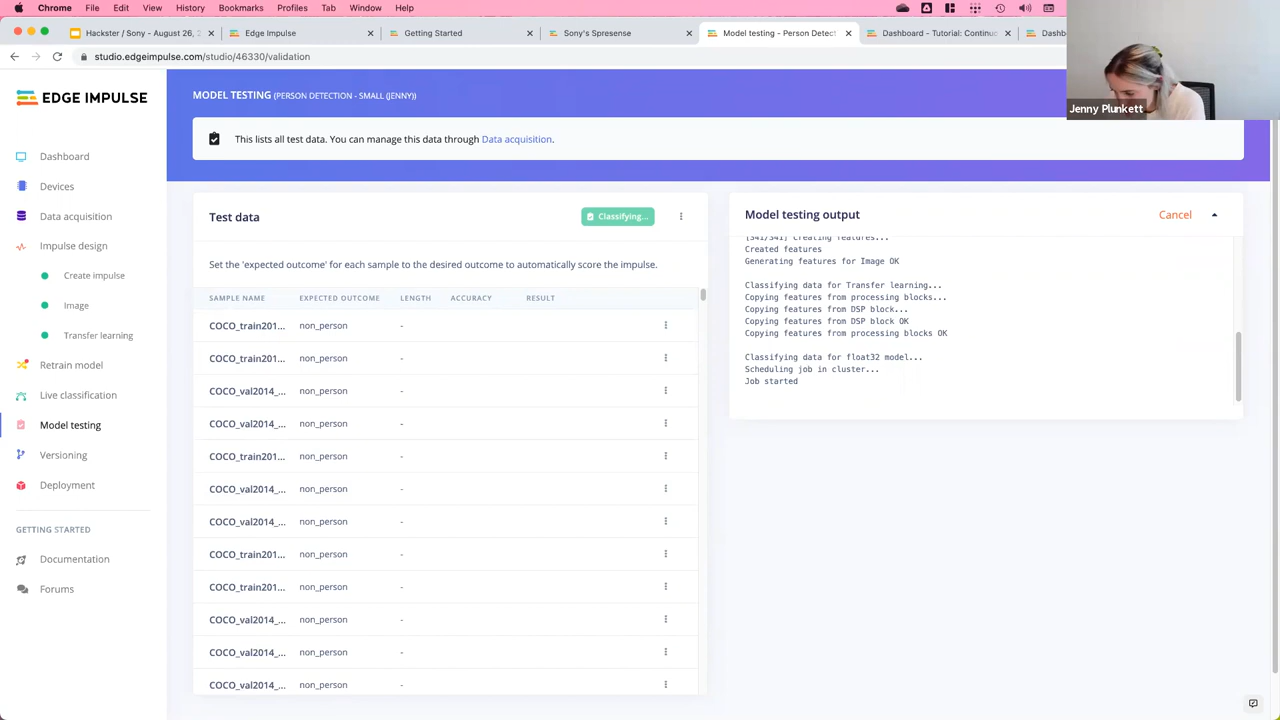 Chrome File Edit View History Bookmarks Profiles Tab Window Help
Hackster / Sony - August 26,
Edge Impulse
Getting Started
Sony's Spresense
Model testing - Person Detect
Dashboard - Tutorial: Continuo
studio.edgeimpulse.com/studio/46330/validation
Jenny Plunkett
EDGE IMPULSE
Dashboard
Devices
Data acquisition
Impulse design
Create impulse
Image
Transfer learning
Retrain model
Live classification
Model testing
Versioning
Deployment
GETTING STARTED
Documentation
Forums
MODEL TESTING (PERSON DETECTION - SMALL (JENNY))
This lists all test data. You can manage this data through Data acquisition.
Test data
Classifying...
Set the 'expected outcome' for each sample to the desired outcome to automatically score the impulse.
SAMPLE NAME EXPECTED OUTCOME LENGTH ACCURACY RESULT
COCO_train201... non_person -
COCO_train201... non_person -
COCO_val2014_... non_person -
COCO_val2014_... non_person -
COCO_train201... non_person -
COCO_val2014_... non_person -
COCO_val2014_... non_person -
COCO_train201... non_person -
COCO_train201... non_person -
COCO_val2014_... non_person -
COCO_val2014_... non_person -
COCO_val2014_... non_person -
Model testing output
Cancel
[341/341] Creating features...
Created features
Generating features for Image OK
Classifying data for Transfer learning...
Copying features from processing blocks...
Copying features from DSP block...
Copying features from DSP block OK
Copying features from processing blocks OK
Classifying data for float32 model...
Scheduling job in cluster...
Job started